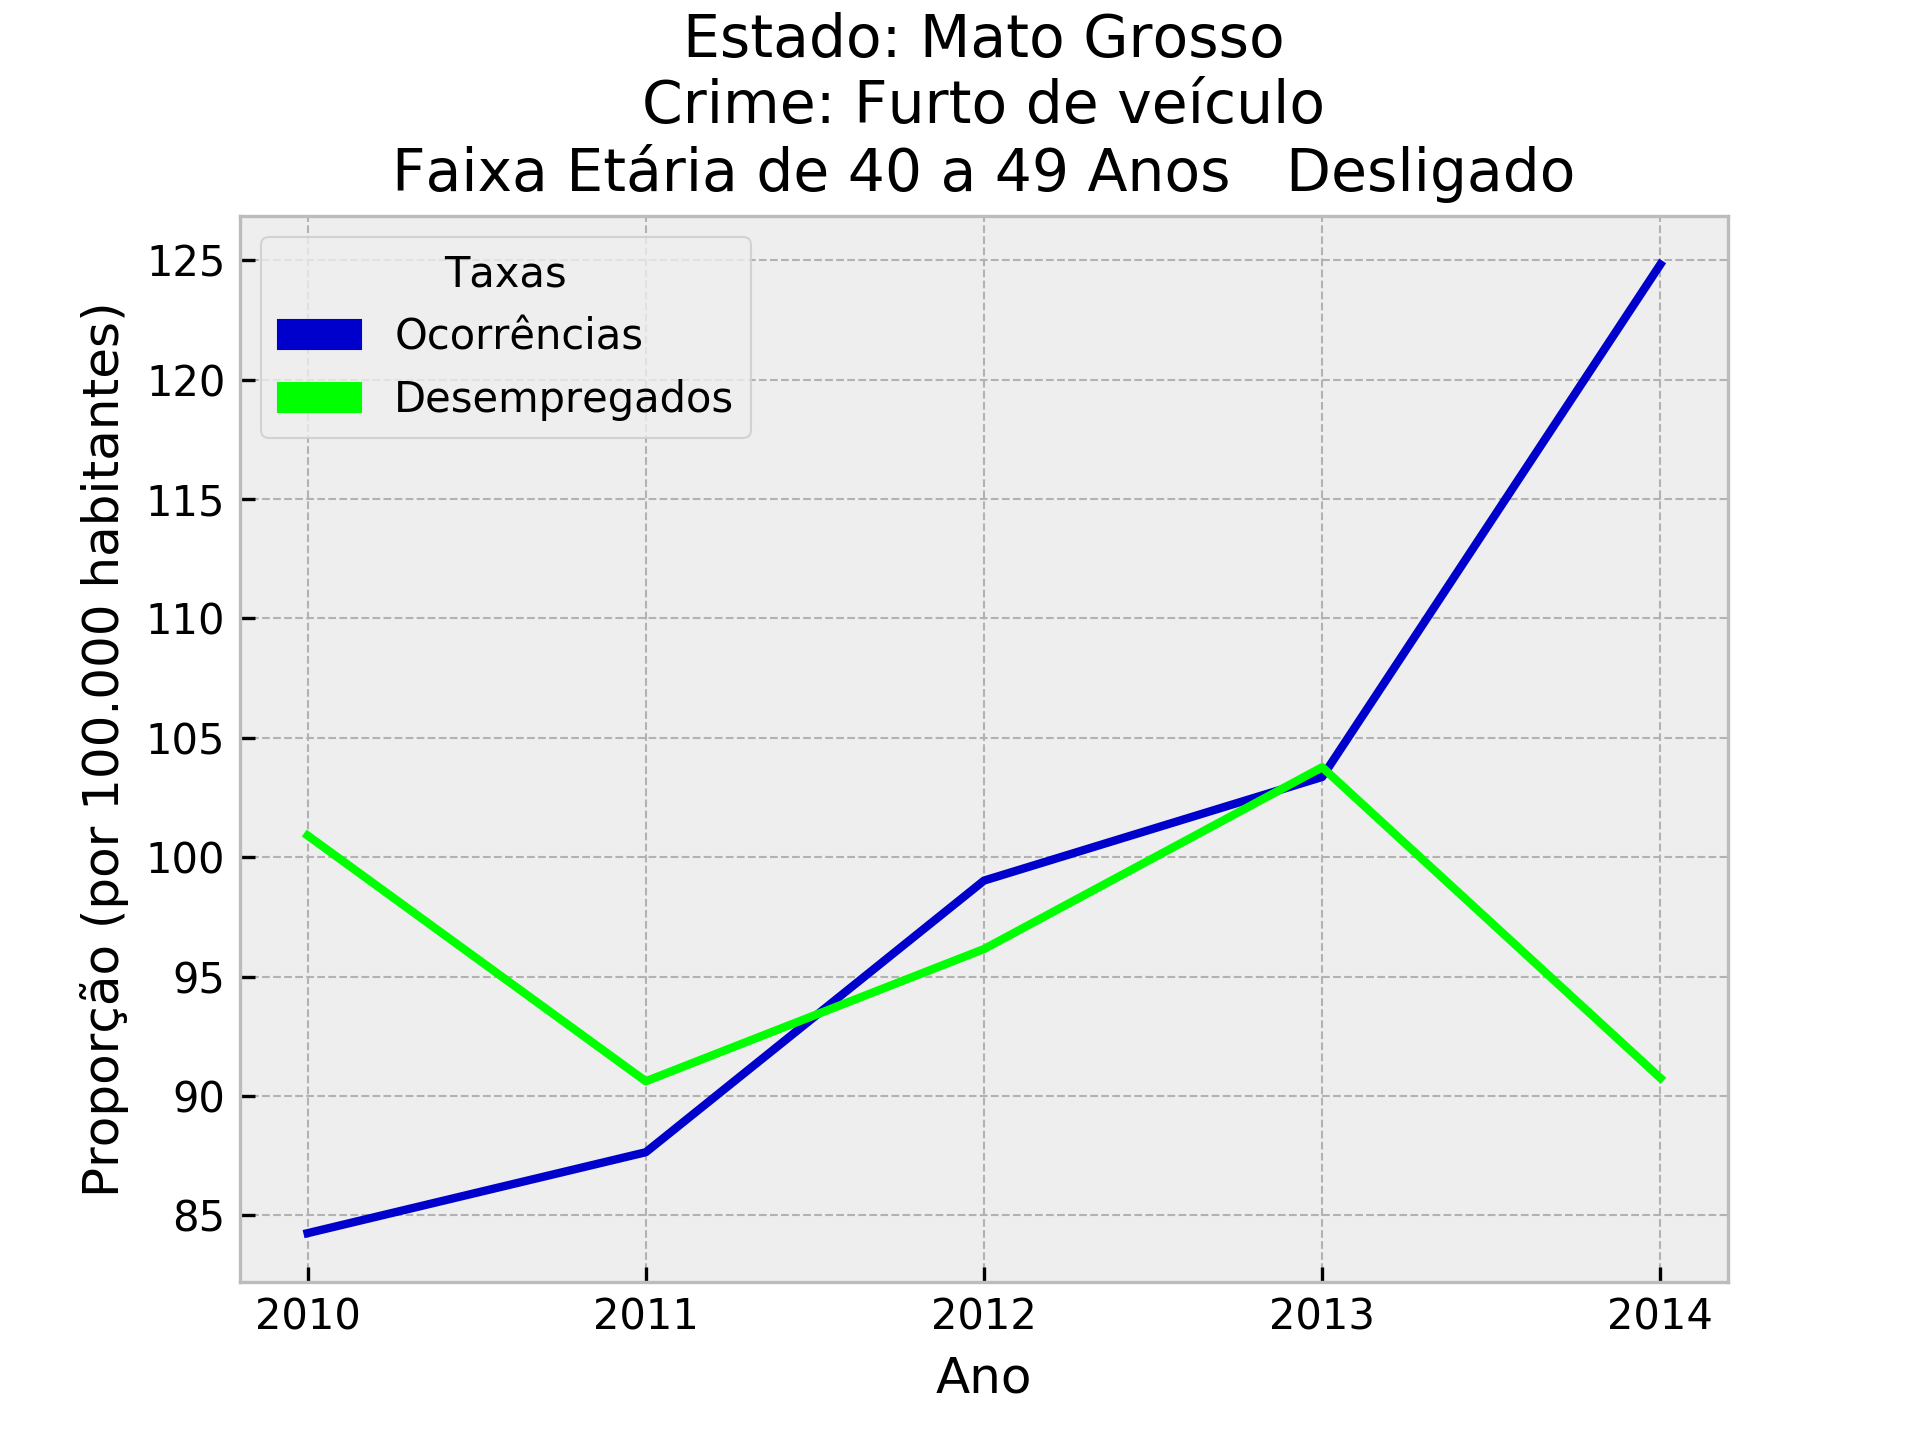 Estado: Mato Grosso
Crime: Furto de veículo
Faixa Etária de 40 a 49 Anos   Desligado
Taxas
Ocorrências
Desempregados
Proporção (por 100.000 habitantes)
125
120
115
110
105
100
95
90
85
2010 2011 2012 2013 2014
Ano